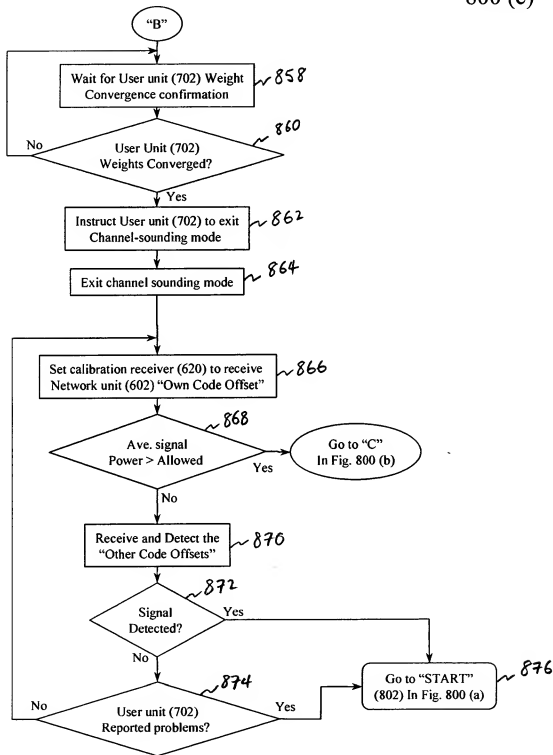 800 (c)
"B"
Wait for User unit (702) Weight
Convergence confirmation
858
860
No
User Unit (702)
Weights Converged?
Yes
Instruct User unit (702) to exit
Channel-sounding mode
862
864
Exit channel sounding mode
Set calibration receiver (620) to receive
Network unit (602) "Own Code Offset"
866
868
Ave. signal
Power > Allowed
Yes
Go to "C"
In Fig. 800 (b)
No
Receive and Detect the
"Other Code Offsets"
870
872
Signal
Detected?
Yes
No
874
Go to "START"
(802) In Fig. 800 (a)
876
No
User unit (702)
Reported problems?
Yes